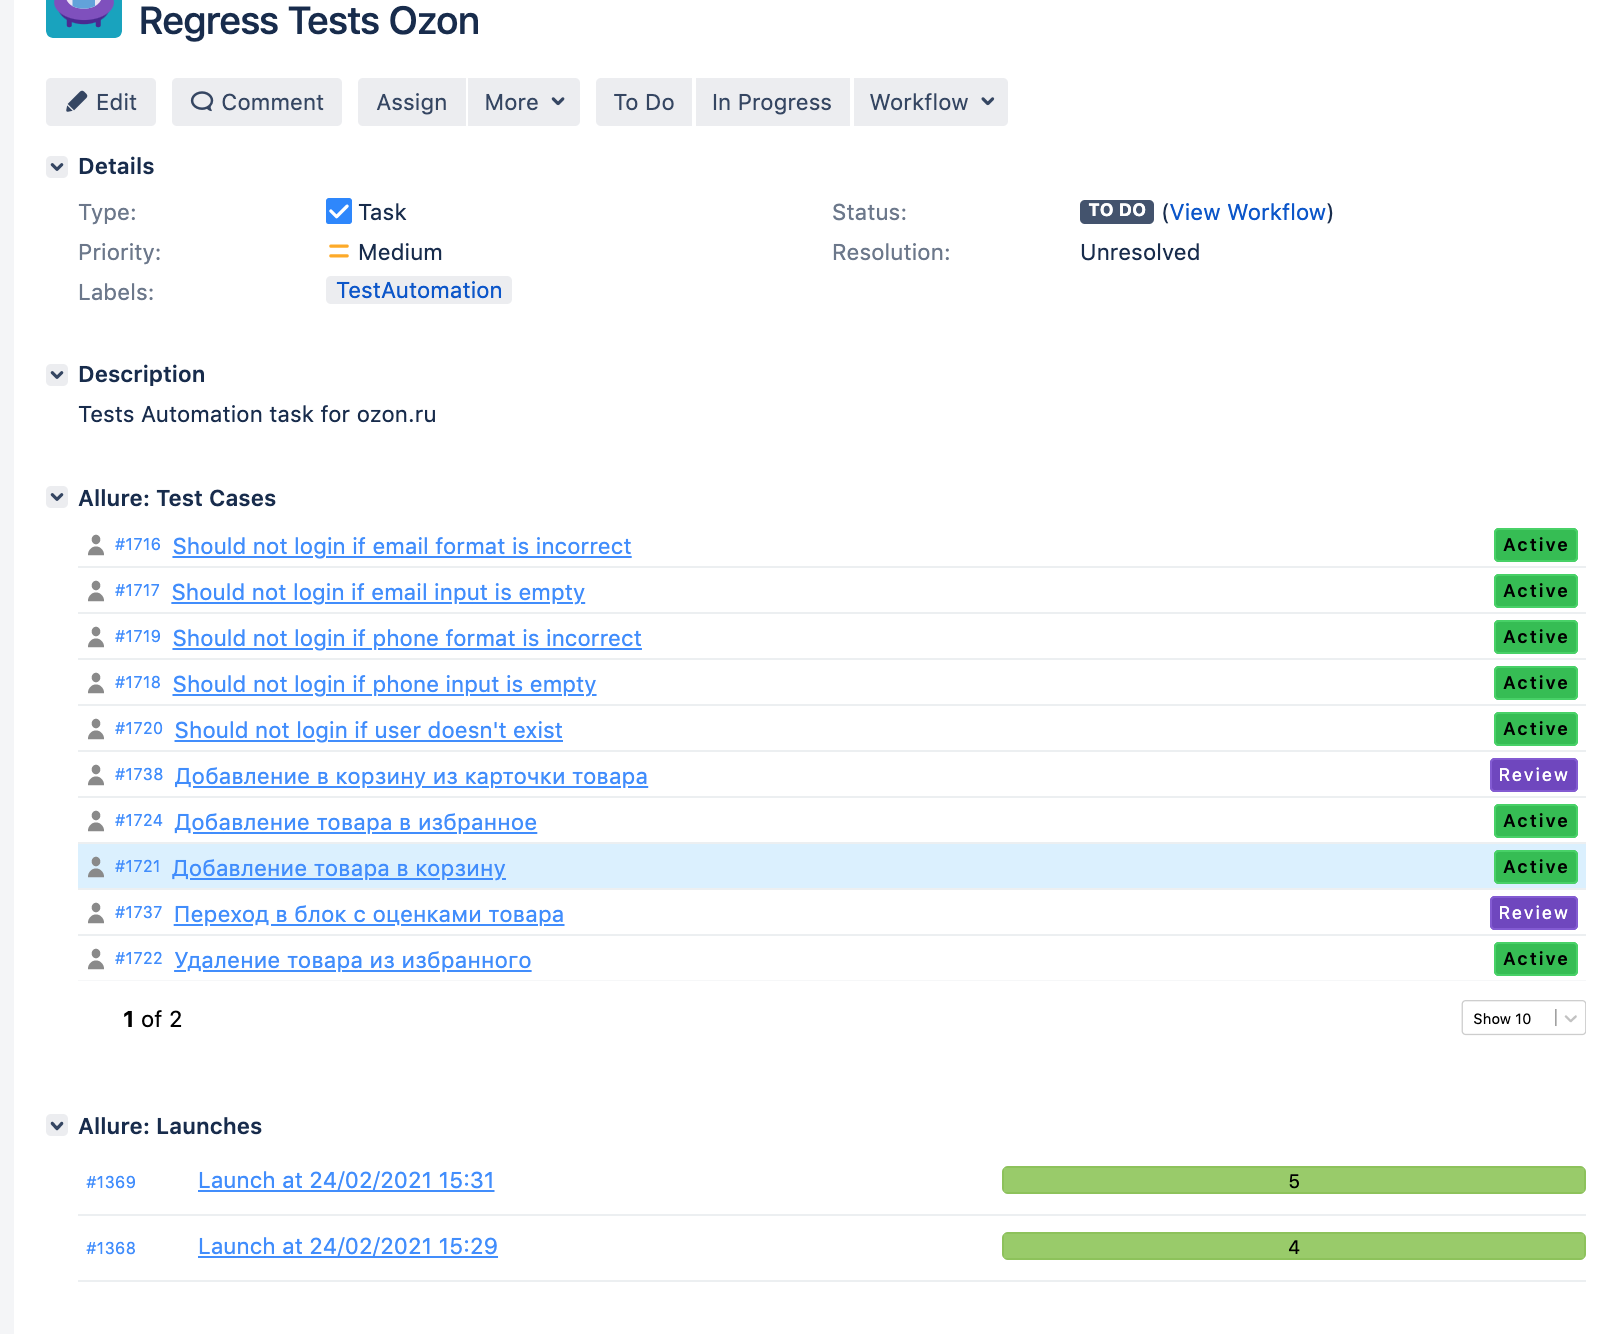 Regress Tests Ozon
Edit Comment Assign More To Do In Progress Workflow
Details
Type: Task Status: TO DO (View Workflow)
Priority: Medium Resolution: Unresolved
Labels: TestAutomation
Description
Tests Automation task for ozon.ru
Allure: Test Cases
#1716 Should not login if email format is incorrect Active
#1717 Should not login if email input is empty Active
#1719 Should not login if phone format is incorrect Active
#1718 Should not login if phone input is empty Active
#1720 Should not login if user doesn't exist Active
#1738 Добавление в корзину из карточки товара Review
#1724 Добавление товара в избранное Active
#1721 Добавление товара в корзину Active
#1737 Переход в блок с оценками товара Review
#1722 Удаление товара из избранного Active
1 of 2 Show 10
Allure: Launches
#1369 Launch at 24/02/2021 15:31 5
#1368 Launch at 24/02/2021 15:29 4